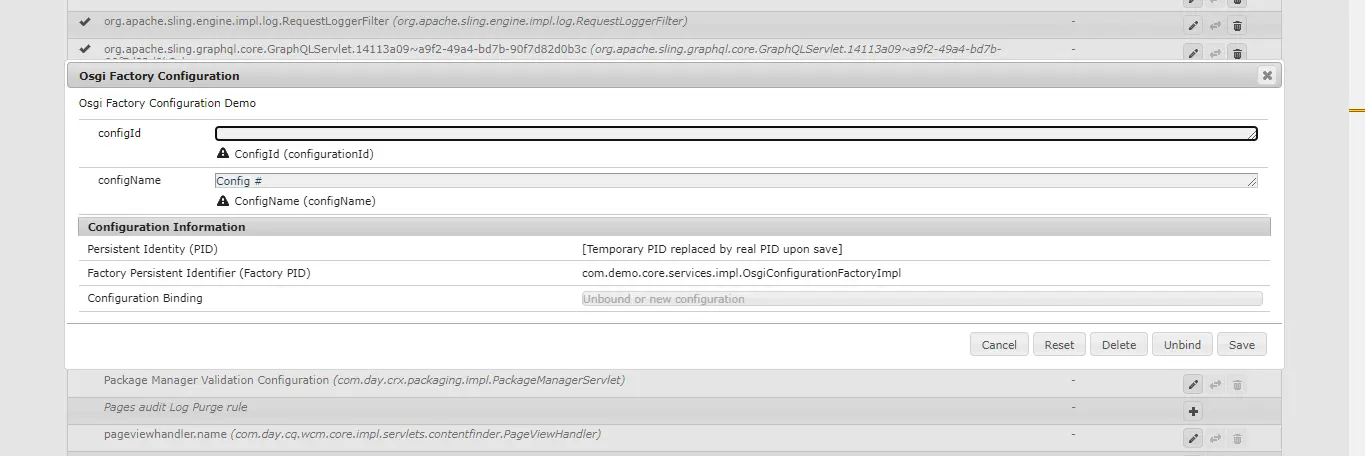 org.apache.sling.engine.impl.log.RequestLoggerFilter (org.apache.sling.engine.impl.log.RequestLoggerFilter) -
org.apache.sling.graphql.core.GraphQLServlet.14113a09~a9f2-49a4-bd7b-90f7d82d0b3c (org.apache.sling.graphql.core.GraphQLServlet.14113a09~a9f2-49a4-bd7b- -
Osgi Factory Configuration
Osgi Factory Configuration Demo
configId
ConfigId (configurationId)
configName Config #
ConfigName (configName)
Configuration Information
Persistent Identity (PID) [Temporary PID replaced by real PID upon save]
Factory Persistent Identifier (Factory PID) com.demo.core.services.impl.OsgiConfigurationFactoryImpl
Configuration Binding Unbound or new configuration
Cancel Reset Delete Unbind Save
Package Manager Validation Configuration (com.day.crx.packaging.impl.PackageManagerServlet) -
Pages audit Log Purge rule -
pageviewhandler.name (com.day.cq.wcm.core.impl.servlets.contentfinder.PageViewHandler) -